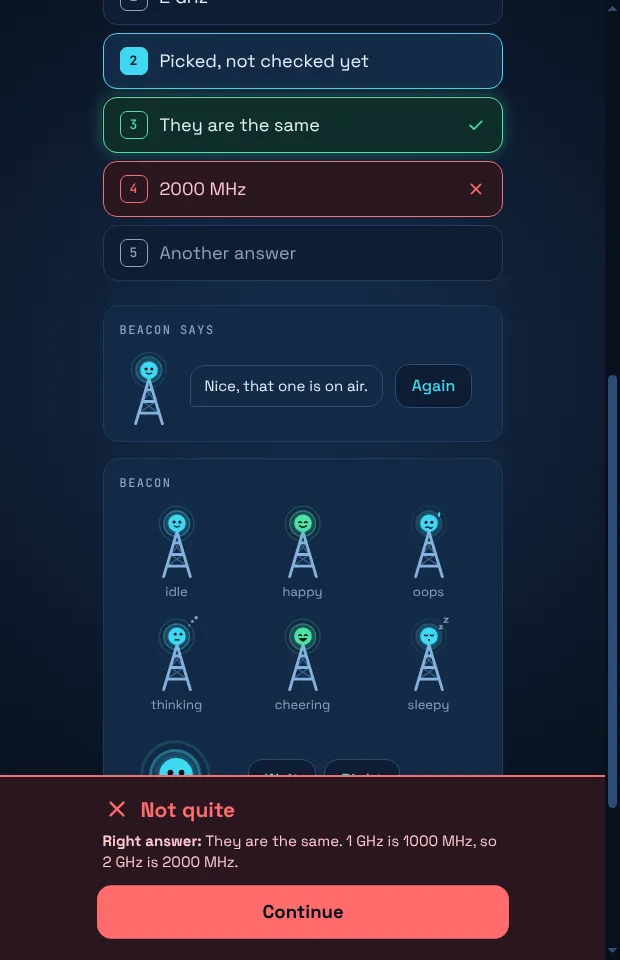 2 Picked, not checked yet
3 They are the same
4 2000 MHz
5 Another answer
BEACON SAYS
Nice, that one is on air.
Again
BEACON
idle happy oops
z
z
thinking cheering sleepy
Not quite
Right answer: They are the same. 1 GHz is 1000 MHz, so
2 GHz is 2000 MHz.
Continue